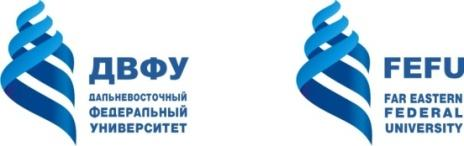 ДВФУ
ДАЛЬНЕВОСТОЧНЫЙ
ФЕДЕРАЛЬНЫЙ
УНИВЕРСИТЕТ
FEFU
FAR EASTERN
FEDERAL
UNIVERSITY